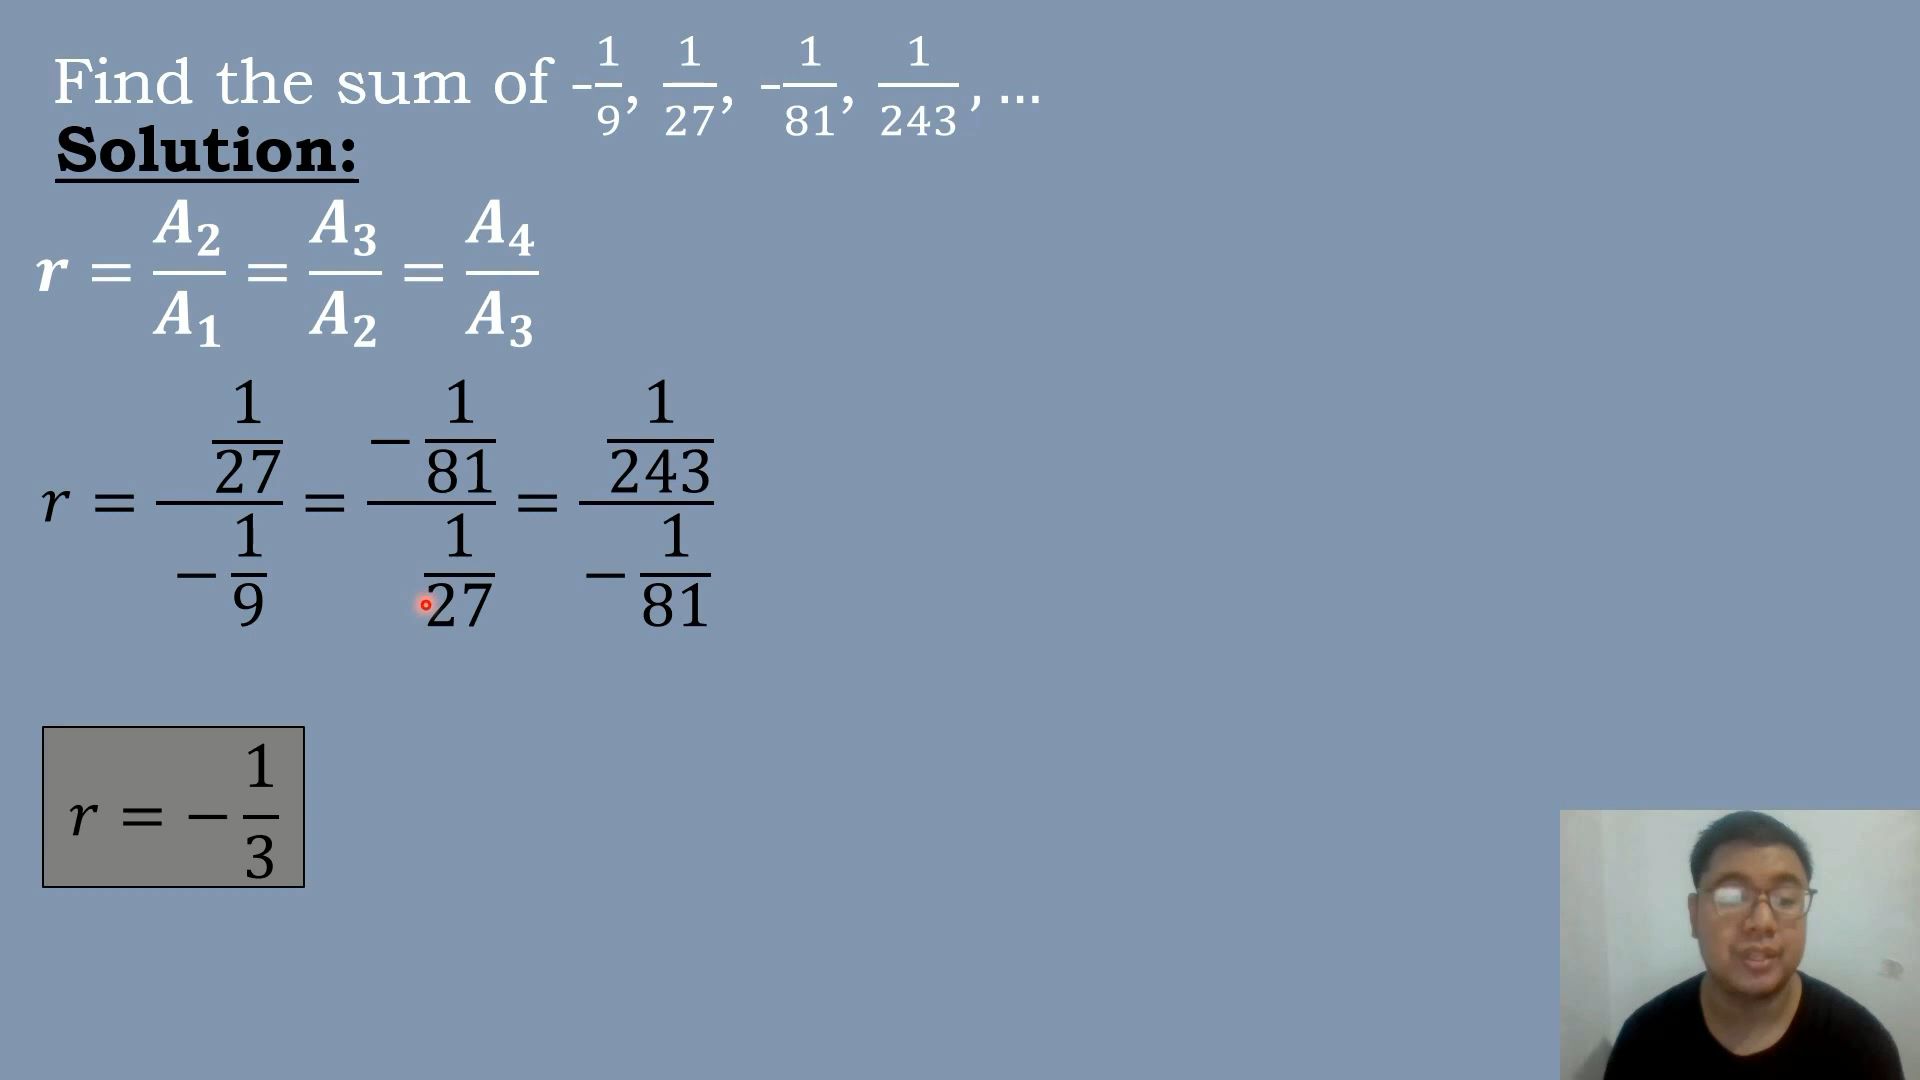 Find the sum of -1/9, 1/27, -1/81, 1/243, ...
Solution:
r = A₂/A₁ = A₃/A₂ = A₄/A₃
r = (1/27)/(−1/9) = (−1/81)/(1/27) = (1/243)/(−1/81)
r = −1/3